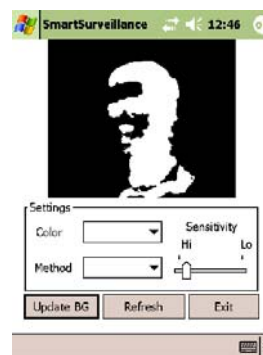 SmartSurveillance 12:46
Settings
Color
Sensitivity
Hi Lo
Method
Update BG Refresh Exit